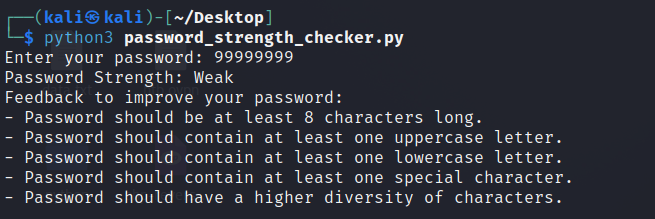 ┌──(kali㉿kali)-[~/Desktop]
└─$ python3 password_strength_checker.py
Enter your password: 99999999
Password Strength: Weak
Feedback to improve your password:
- Password should be at least 8 characters long.
- Password should contain at least one uppercase letter.
- Password should contain at least one lowercase letter.
- Password should contain at least one special character.
- Password should have a higher diversity of characters.